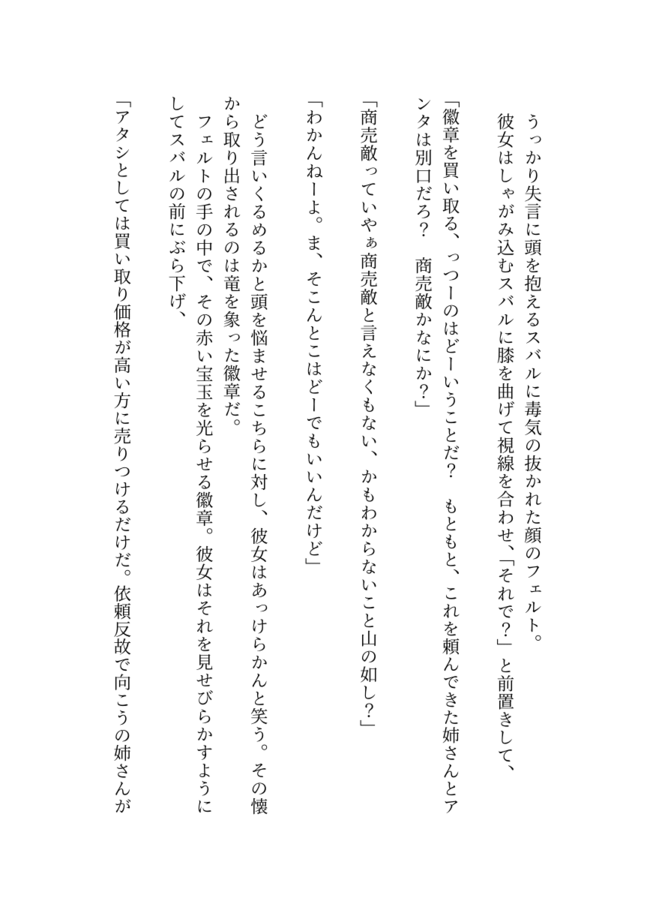 うっかり失言に頭を抱えるスバルに毒気の抜かれた顔のフェルト。
　彼女はしゃがみ込むスバルに膝を曲げて視線を合わせ、「それで？」と前置きして、
「徽章を買い取る、っつーのはどーいうことだ？　もともと、これを頼んできた姉さんとア
ンタは別口だろ？　商売敵かなにか？」
「商売敵っていやぁ商売敵と言えなくもない、かもわからないこと山の如し？」
「わかんねーよ。ま、そこんとこはどーでもいいんだけど」
　どう言いくるめるかと頭を悩ませるこちらに対し、彼女はあっけらかんと笑う。その懐
から取り出されるのは竜を象った徽章だ。
　フェルトの手の中で、その赤い宝玉を光らせる徽章。彼女はそれを見せびらかすように
してスバルの前にぶら下げ、
「アタシとしては買い取り価格が高い方に売りつけるだけだ。依頼反故で向こうの姉さんが